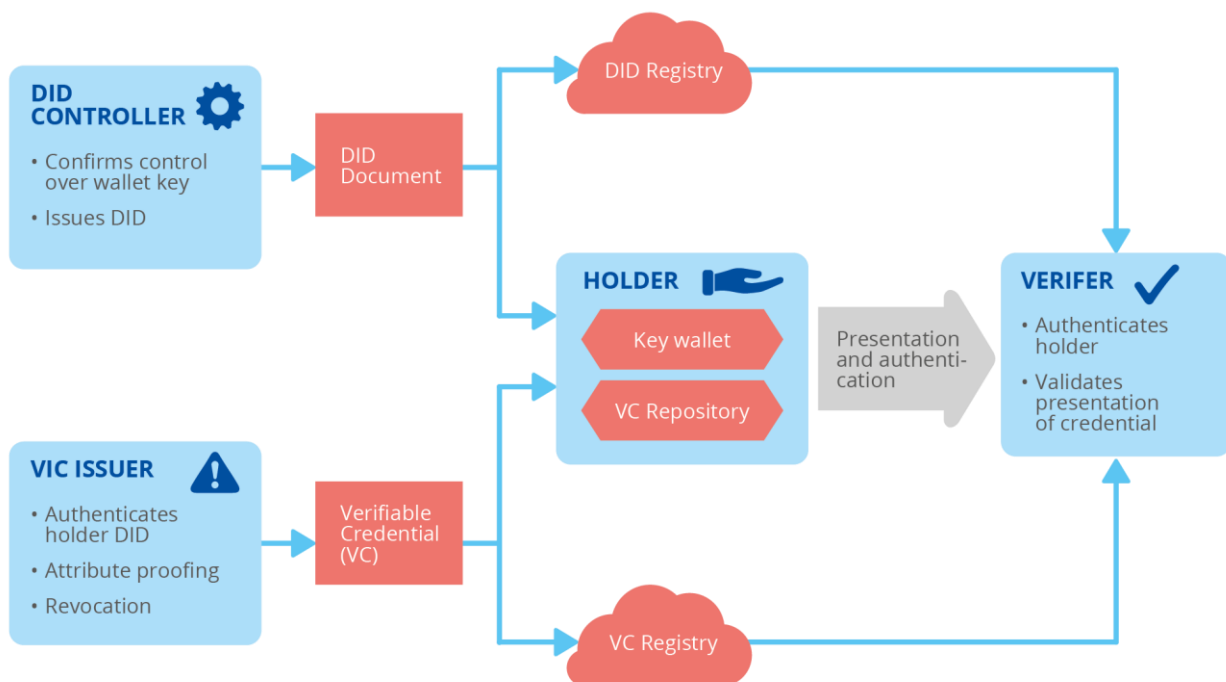 DID Registry
DID
CONTROLLER
• Confirms control
over wallet key
• Issues DID
DID
Document
HOLDER
Key wallet
VC Repository
Presentation
and authenti-
cation
VERIFER
• Authenticates
holder
• Validates
presentation
of credential
VIC ISSUER
• Authenticates
holder DID
• Attribute proofing
• Revocation
Verifiable
Credential
(VC)
VC Registry